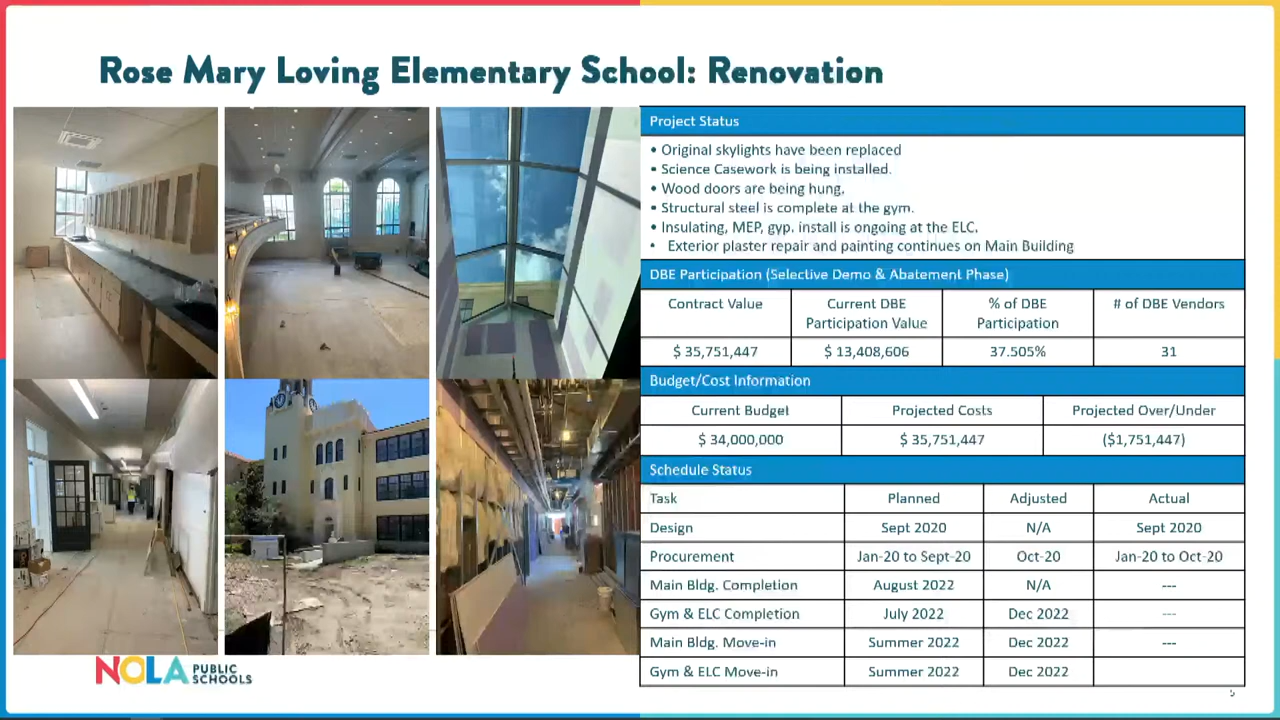 Rose Mary Loving Elementary School: Renovation
Project Status
• Original skylights have been replaced
• Science Casework is being installed.
• Wood doors are being hung.
• Structural steel is complete at the gym.
• Insulating, MEP, gyp. install is ongoing at the ELC.
• Exterior plaster repair and painting continues on Main Building
DBE Participation (Selective Demo & Abatement Phase)
Contract Value
Current DBE
Participation Value
% of DBE
Participation
# of DBE Vendors
$ 35,751,447
$ 13,408,606
37.505%
31
Budget/Cost Information
Current Budget
Projected Costs
Projected Over/Under
$ 34,000,000
$ 35,751,447
($1,751,447)
Schedule Status
Task
Planned
Adjusted
Actual
Design
Sept 2020
N/A
Sept 2020
Procurement
Jan-20 to Sept-20
Oct-20
Jan-20 to Oct-20
Main Bldg. Completion
August 2022
N/A
---
Gym & ELC Completion
July 2022
Dec 2022
---
Main Bldg. Move-in
Summer 2022
Dec 2022
---
Gym & ELC Move-in
Summer 2022
Dec 2022
NOLA PUBLIC
SCHOOLS